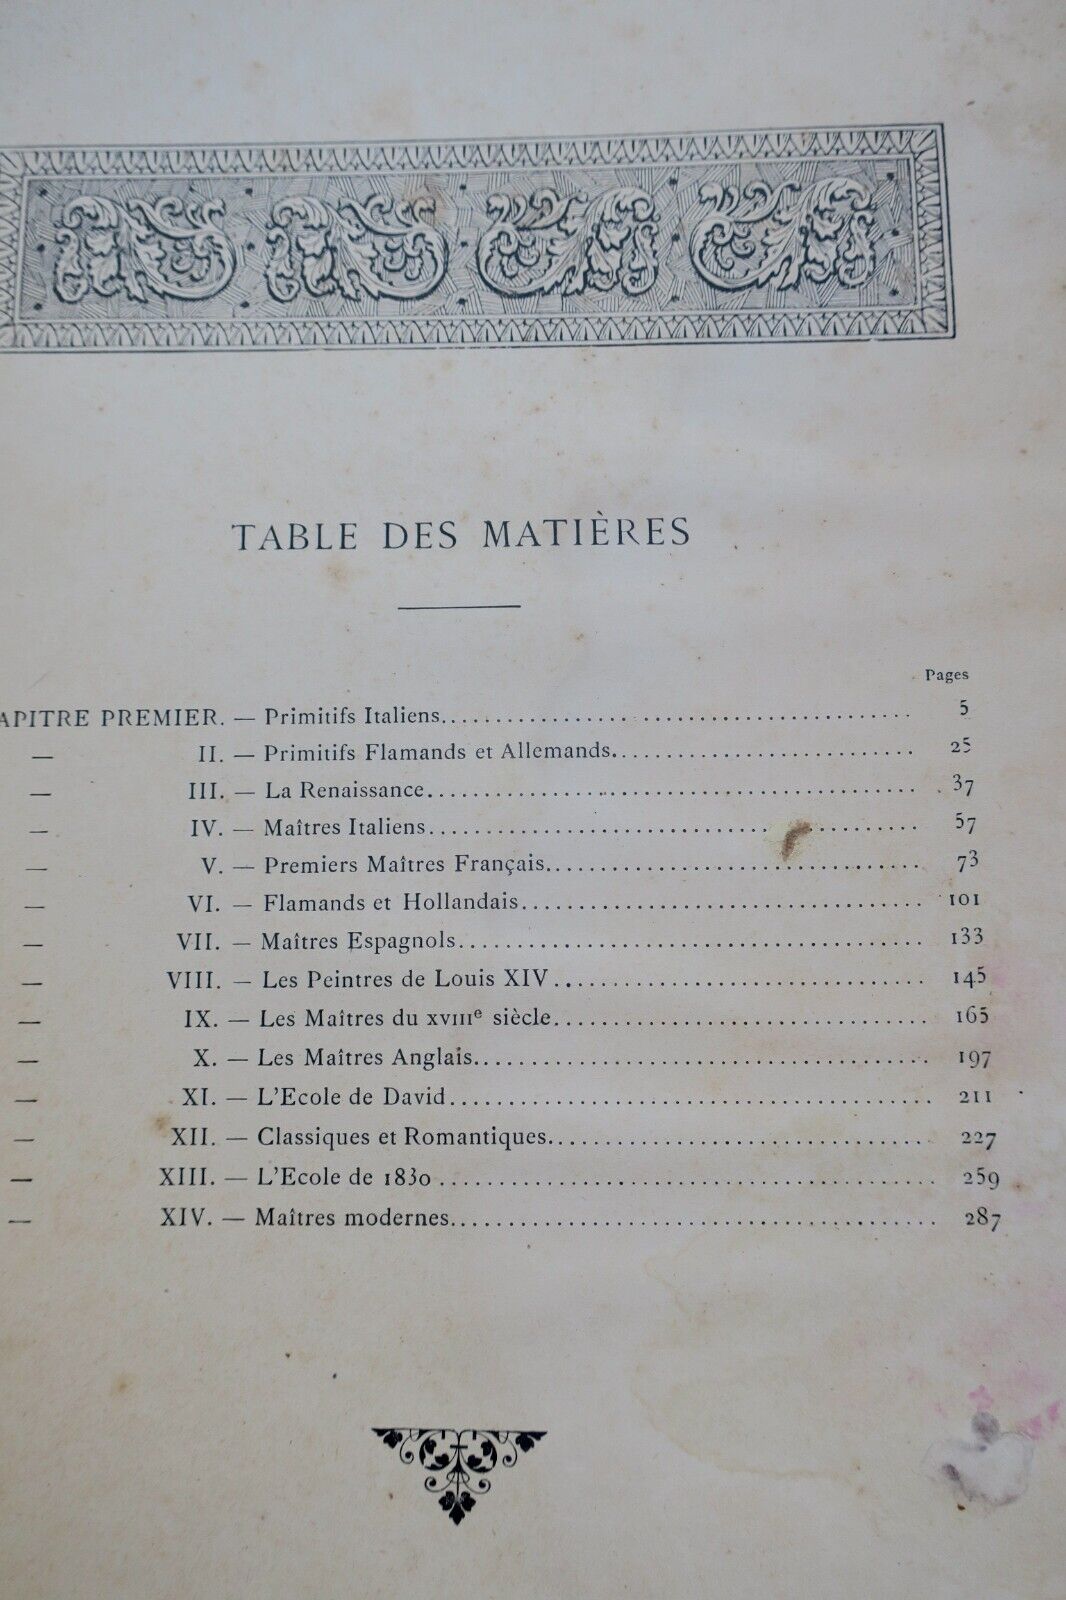 TABLE DES MATIÈRES
Pages
APITRE PREMIER. — Primitifs Italiens. 5
— II. — Primitifs Flamands et Allemands. 25
— III. — La Renaissance. 37
— IV. — Maîtres Italiens. 57
— V. — Premiers Maîtres Français. 73
— VI. — Flamands et Hollandais. 101
— VII. — Maîtres Espagnols. 133
— VIII. — Les Peintres de Louis XIV. 145
— IX. — Les Maîtres du XVIIIe siècle. 165
— X. — Les Maîtres Anglais. 197
— XI. — L'Ecole de David. 211
— XII. — Classiques et Romantiques. 227
— XIII. — L'Ecole de 1830. 259
— XIV. — Maîtres modernes. 287